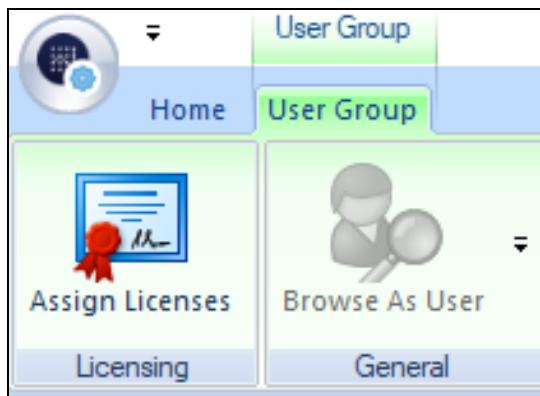 User Group
Home User Group
Assign Licenses Browse As User
Licensing General